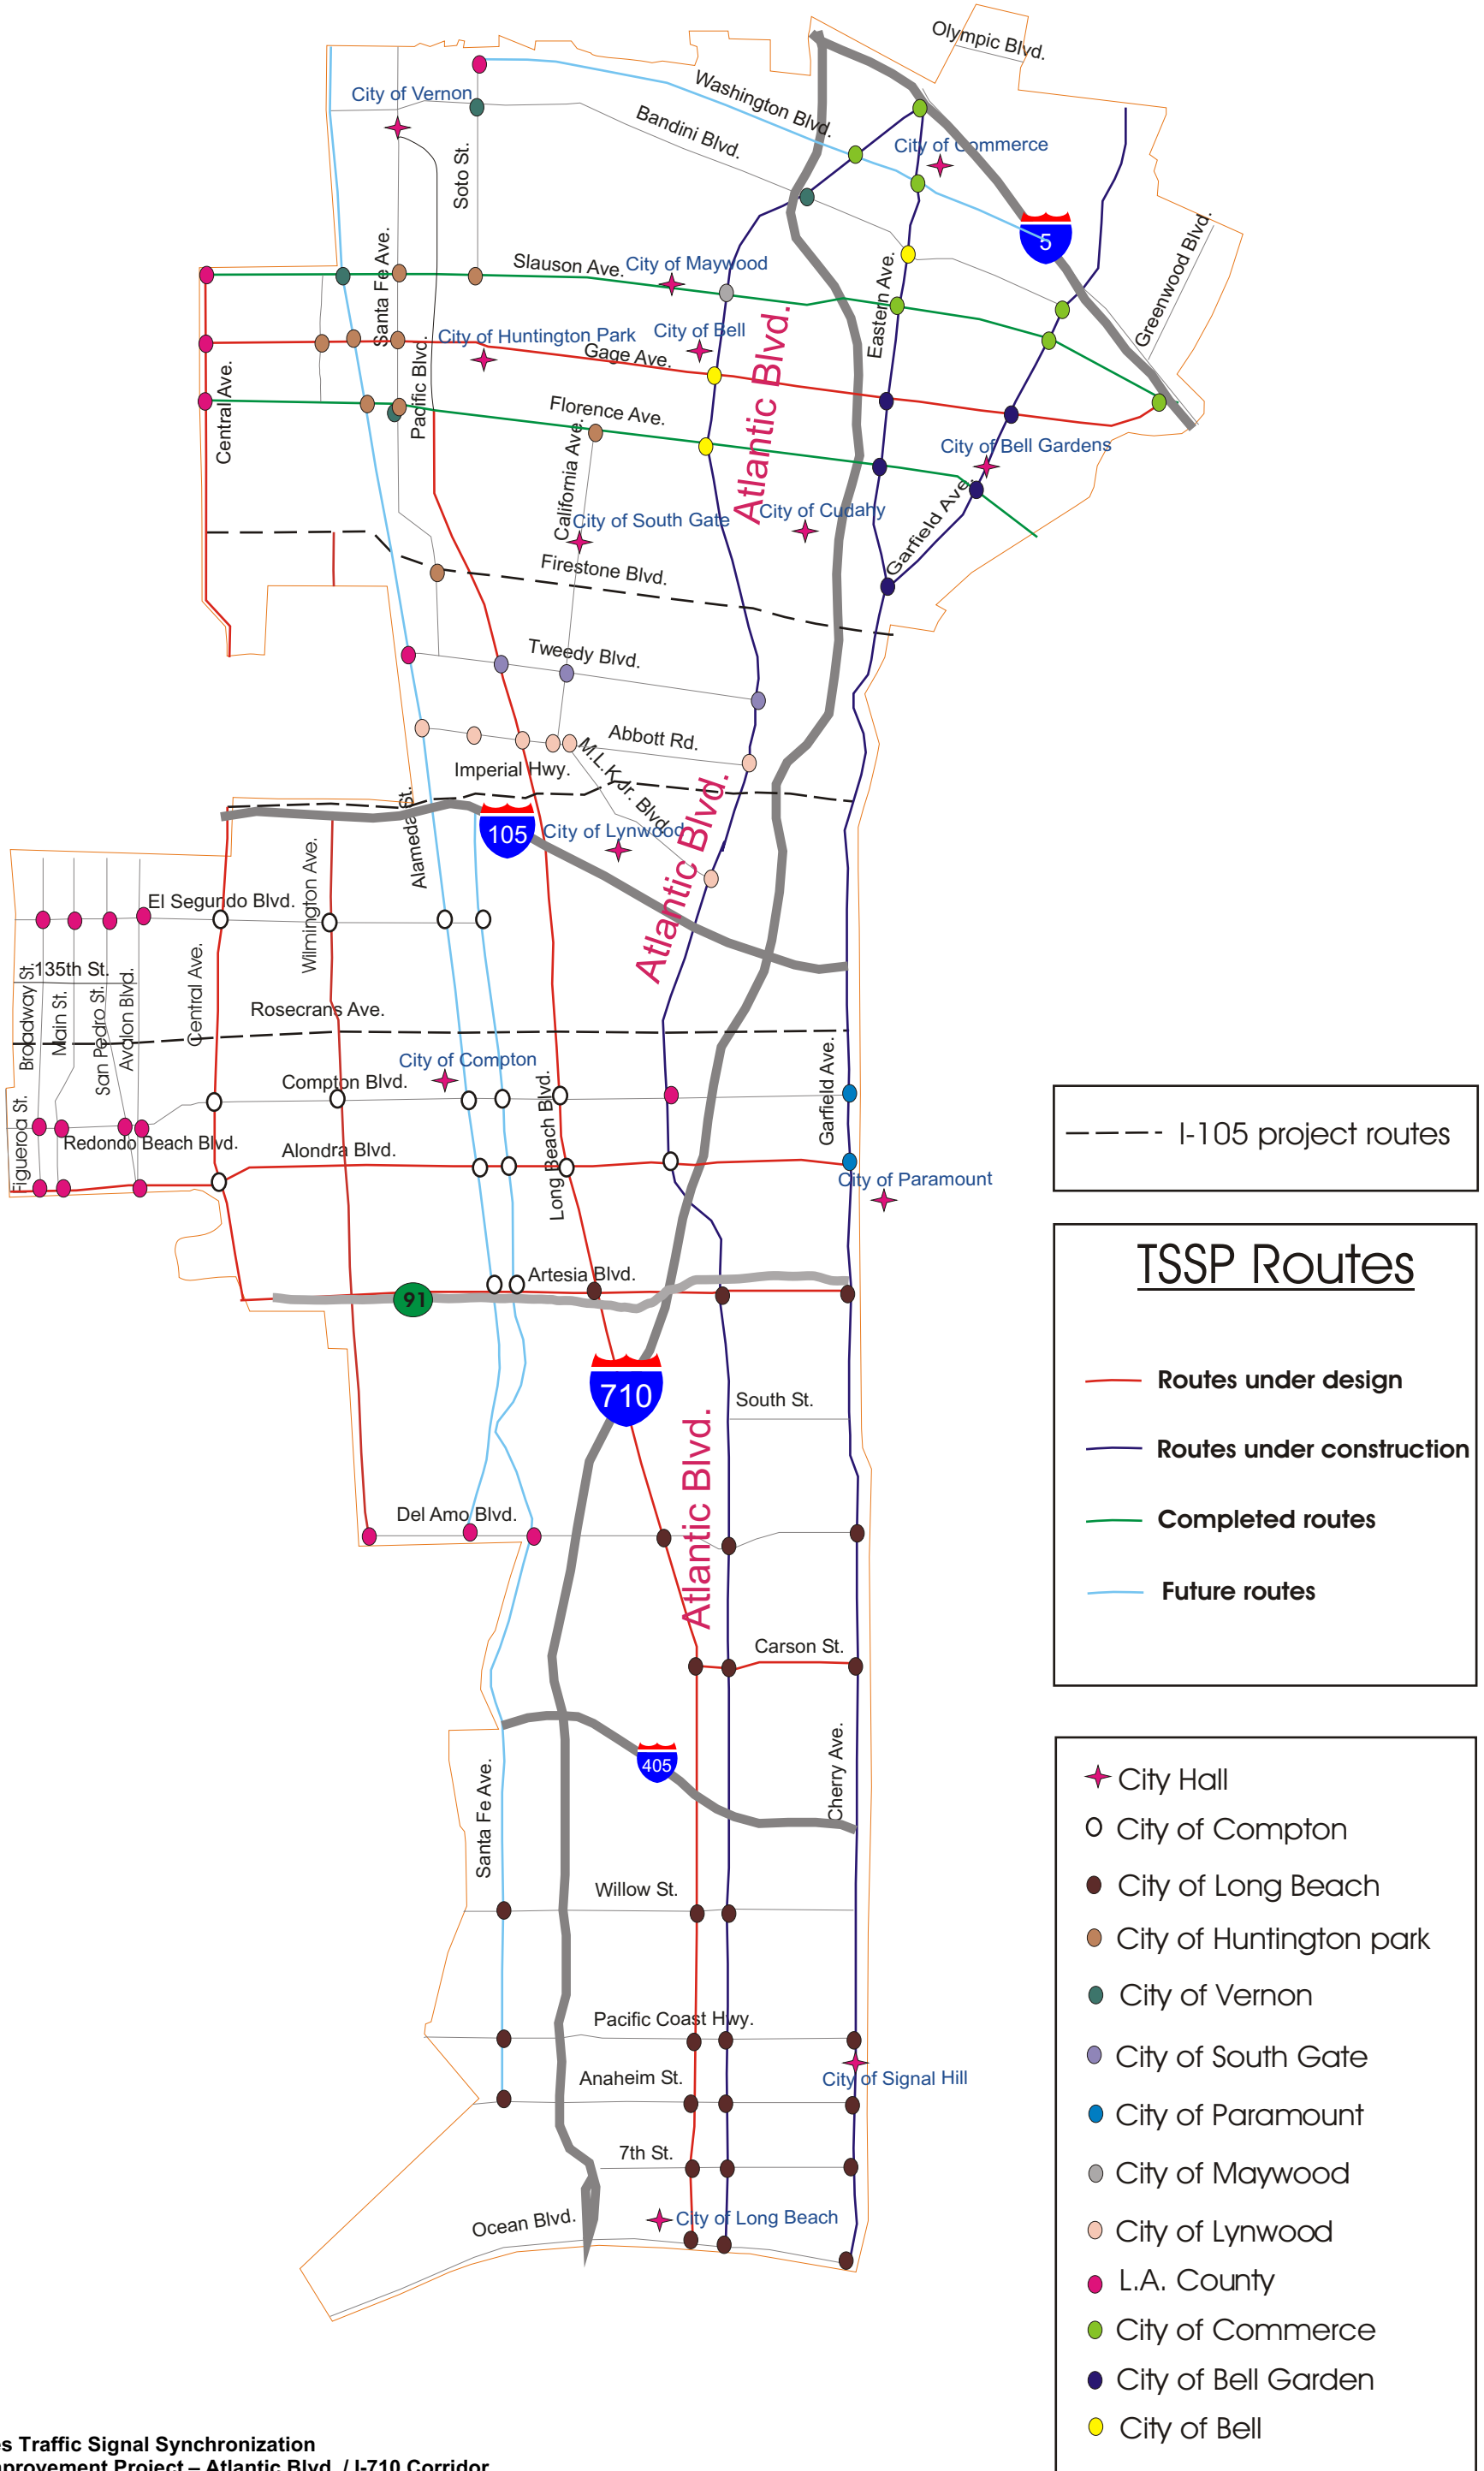 Olympic Blvd.
Washington Blvd.
City of Vernon
Bandini Blvd.
City of Commerce
Soto St.
5
Greenwood Blvd.
Santa Fe Ave.
Slauson Ave.
City of Maywood
Eastern Ave.
Atlantic Blvd.
City of Huntington Park
City of Bell
Gage Ave.
Pacific Blvd.
Central Ave.
Florence Ave.
California Ave.
City of Bell Gardens
City of South Gate
City of Cudahy
Garfield Ave.
Firestone Blvd.
Tweedy Blvd.
Abbott Rd.
Imperial Hwy.
M.L.K Jr. Blvd.
Alameda St.
105
City of Lynwood
Atlantic Blvd.
Wilmington Ave.
El Segundo Blvd.
135th St.
Broadway St.
Main St.
San Pedro St.
Avalon Blvd.
Central Ave.
Rosecrans Ave.
City of Compton
Compton Blvd.
Long Beach Blvd.
Garfield Ave.
Figueroa St.
Redondo Beach Blvd.
Alondra Blvd.
City of Paramount
Artesia Blvd.
91
710
South St.
Atlantic Blvd.
Del Amo Blvd.
Carson St.
Cherry Ave.
405
Santa Fe Ave.
Willow St.
Pacific Coast Hwy.
Anaheim St.
City of Signal Hill
7th St.
Ocean Blvd.
City of Long Beach
I-105 project routes
TSSP Routes
Routes under design
Routes under construction
Completed routes
Future routes
City Hall
City of Compton
City of Long Beach
City of Huntington park
City of Vernon
City of South Gate
City of Paramount
City of Maywood
City of Lynwood
L.A. County
City of Commerce
City of Bell Garden
City of Bell
s Traffic Signal Synchronization
provement Project – Atlantic Blvd. / I-710 Corridor